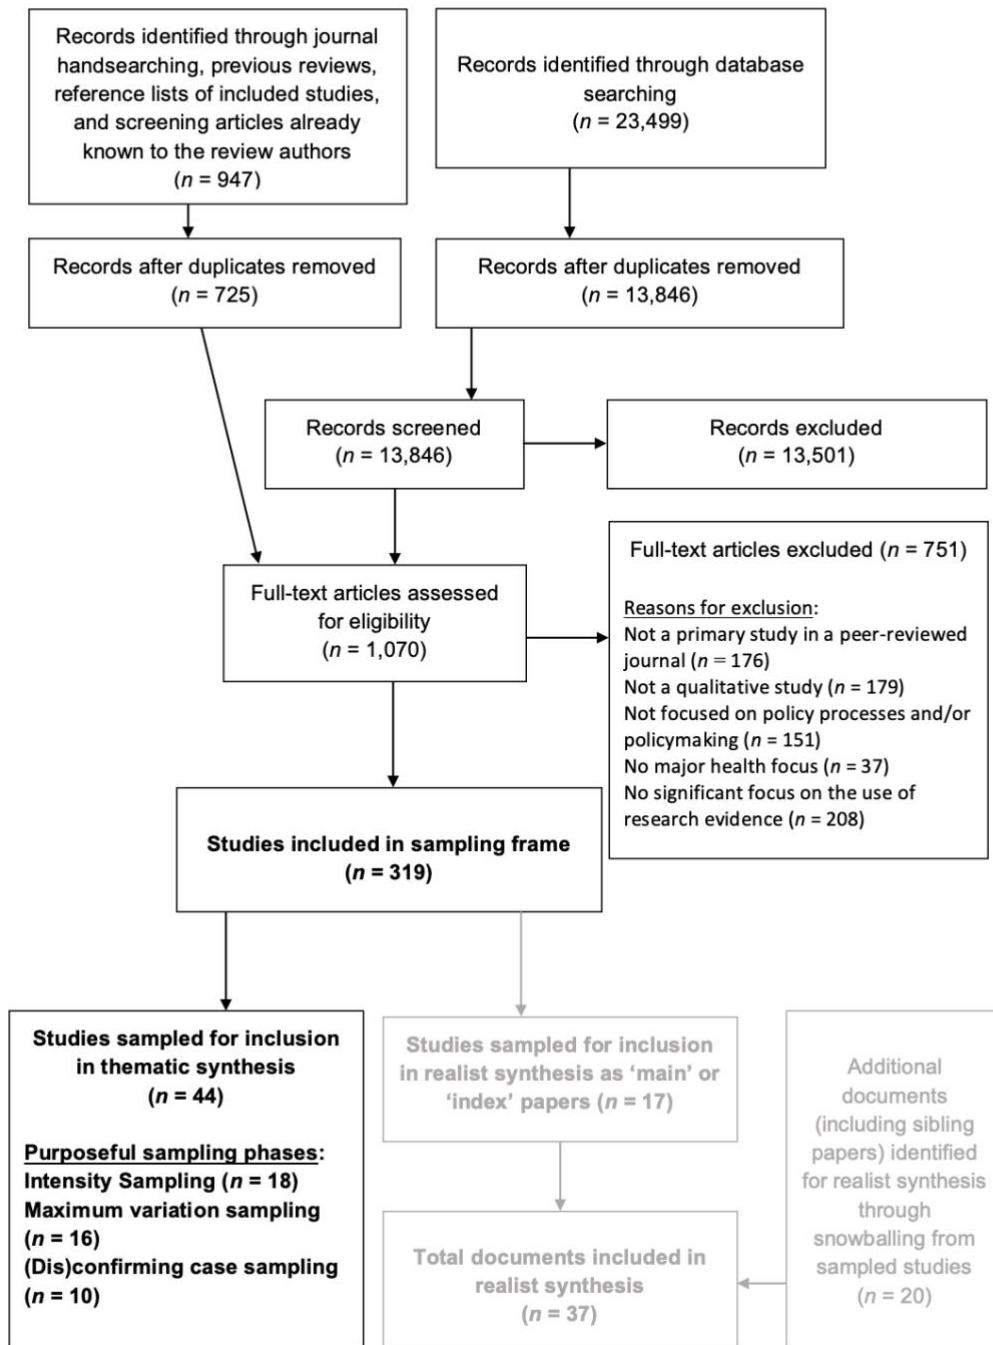 Records identified through journal
handsearching, previous reviews,
reference lists of included studies,
and screening articles already
known to the review authors
(n = 947)
Records identified through database
searching
(n = 23,499)
Records after duplicates removed
(n = 725)
Records after duplicates removed
(n = 13,846)
Records screened
(n = 13,846)
Records excluded
(n = 13,501)
Full-text articles assessed
for eligibility
(n = 1,070)
Full-text articles excluded (n = 751)
Reasons for exclusion:
Not a primary study in a peer-reviewed
journal (n = 176)
Not a qualitative study (n = 179)
Not focused on policy processes and/or
policymaking (n = 151)
No major health focus (n = 37)
No significant focus on the use of
research evidence (n = 208)
Studies included in sampling frame
(n = 319)
Studies sampled for inclusion
in thematic synthesis
(n = 44)
Purposeful sampling phases:
Intensity Sampling (n = 18)
Maximum variation sampling
(n = 16)
(Dis)confirming case sampling
(n = 10)
Studies sampled for inclusion
in realist synthesis as ‘main’ or
‘index’ papers (n = 17)
Total documents included in
realist synthesis
(n = 37)
Additional
documents
(including sibling
papers) identified
for realist synthesis
through
snowballing from
sampled studies
(n = 20)